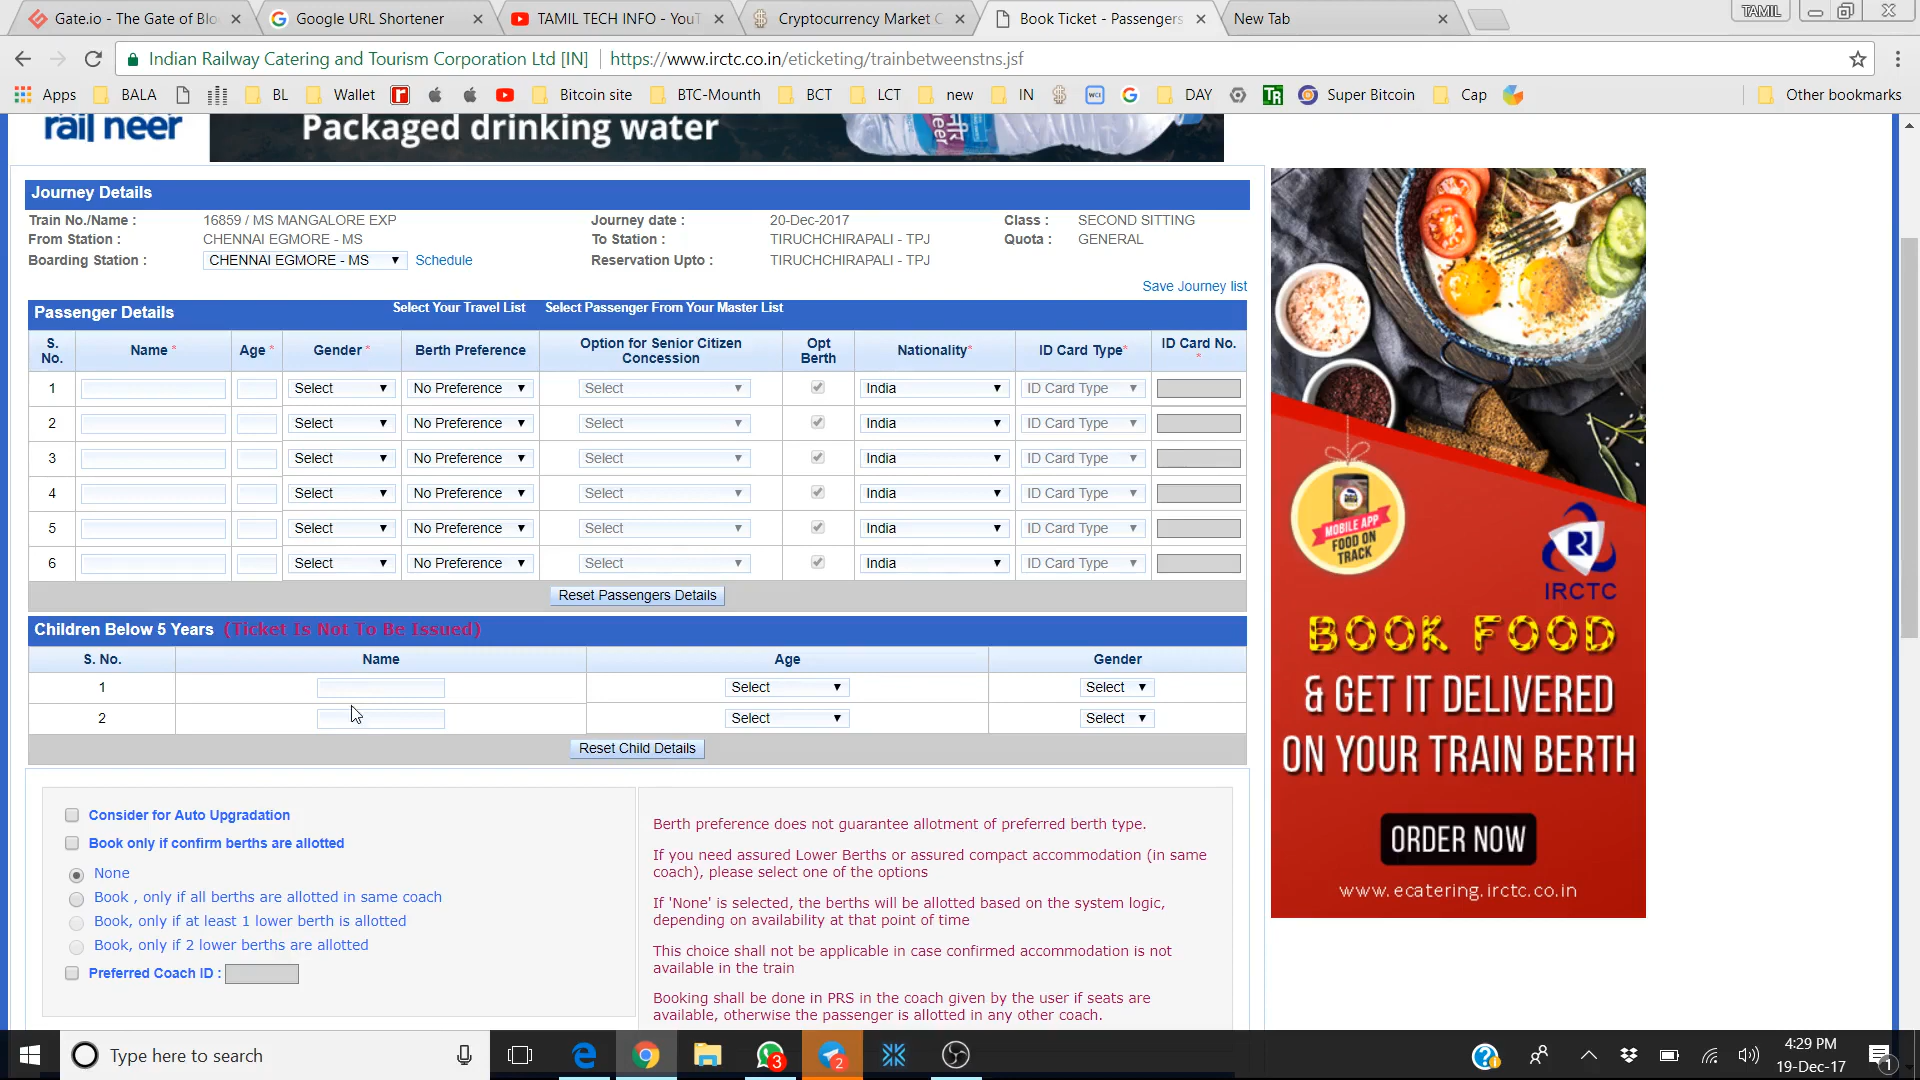 Gate.io - The Gate of Blo
Google URL Shortener
TAMIL TECH INFO - YouT
Cryptocurrency Market C
Book Ticket - Passengers
New Tab
TAMIL
Indian Railway Catering and Tourism Corporation Ltd [IN]
https://www.irctc.co.in/eticketing/trainbetweenstns.jsf
Apps BALA BL Wallet Bitcoin site BTC-Mounth BCT LCT new IN DAY Super Bitcoin Cap Other bookmarks
rail neer
Packaged drinking water
Journey Details
Train No./Name : 16859 / MS MANGALORE EXP Journey date : 20-Dec-2017 Class : SECOND SITTING
From Station : CHENNAI EGMORE - MS To Station : TIRUCHCHIRAPALI - TPJ Quota : GENERAL
Boarding Station : CHENNAI EGMORE - MS Schedule Reservation Upto : TIRUCHCHIRAPALI - TPJ
Save Journey list
Passenger Details Select Your Travel List Select Passenger From Your Master List
S. No. Name * Age * Gender * Berth Preference Option for Senior Citizen Concession Opt Berth Nationality* ID Card Type* ID Card No. *
1 Select No Preference Select India ID Card Type
2 Select No Preference Select India ID Card Type
3 Select No Preference Select India ID Card Type
4 Select No Preference Select India ID Card Type
5 Select No Preference Select India ID Card Type
6 Select No Preference Select India ID Card Type
Reset Passengers Details
Children Below 5 Years (Ticket Is Not To Be Issued)
S. No. Name Age Gender
1 Select Select
2 Select Select
Reset Child Details
Consider for Auto Upgradation
Book only if confirm berths are allotted
None
Book , only if all berths are allotted in same coach
Book, only if at least 1 lower berth is allotted
Book, only if 2 lower berths are allotted
Preferred Coach ID :
Berth preference does not guarantee allotment of preferred berth type.
If you need assured Lower Berths or assured compact accommodation (in same
coach), please select one of the options
If 'None' is selected, the berths will be allotted based on the system logic,
depending on availability at that point of time
This choice shall not be applicable in case confirmed accommodation is not
available in the train
Booking shall be done in PRS in the coach given by the user if seats are
available, otherwise the passenger is allotted in any other coach.
MOBILE APP
FOOD ON
TRACK
IRCTC
BOOK FOOD
& GET IT DELIVERED
ON YOUR TRAIN BERTH
ORDER NOW
www.ecatering.irctc.co.in
Type here to search
3
2
4:29 PM
19-Dec-17
1